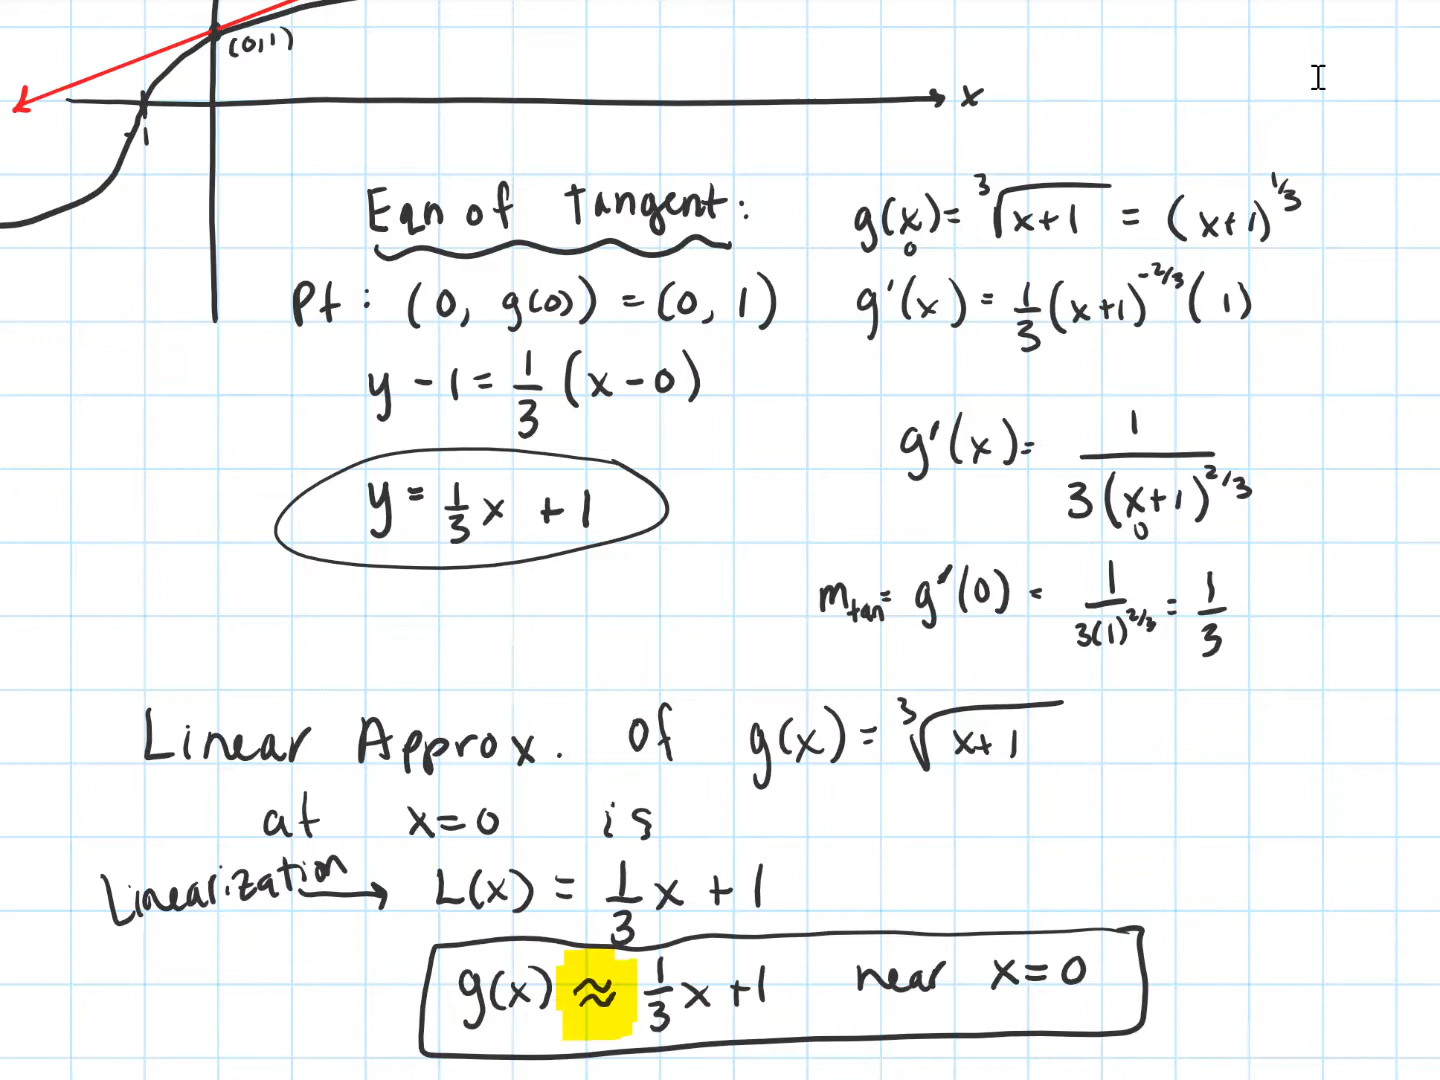 (0,1)
x
-1
Eqn of Tangent:
g(x) = ∛(x+1) = (x+1)^1/3
0
Pt : (0, g(0)) = (0, 1)
g'(x) = 1/3 (x+1)^-2/3 (1)
y - 1 = 1/3 (x - 0)
g'(x) = 1 / 3(x+1)^2/3
0
y = 1/3 x + 1
m_tan = g'(0) = 1 / 3(1)^2/3 = 1/3
Linear Approx. of g(x) = ∛(x+1)
at x=0 is
Linearization → L(x) = 1/3 x + 1
g(x) ≈ 1/3 x + 1 near x=0